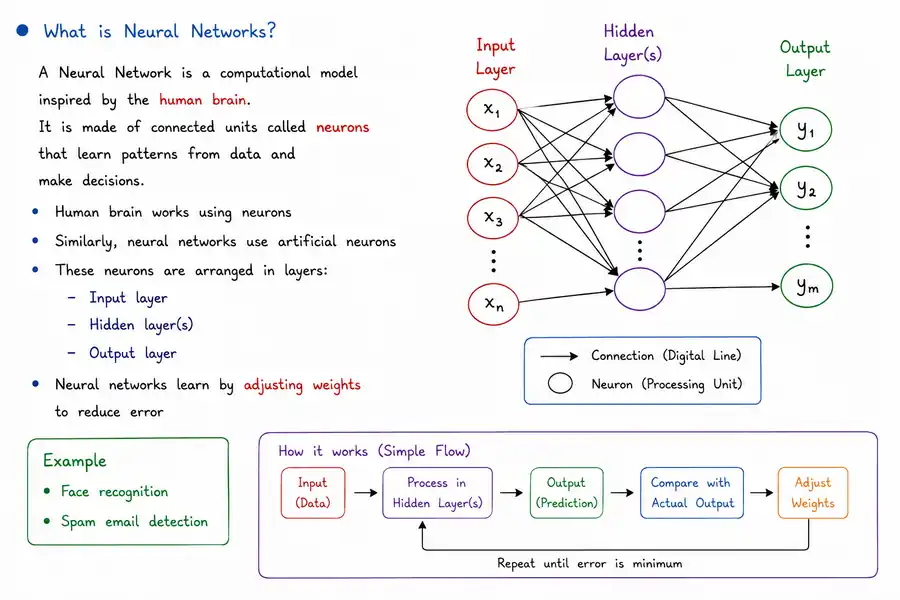 What is Neural Networks?
A Neural Network is a computational model
inspired by the human brain.
It is made of connected units called neurons
that learn patterns from data and
make decisions.
• Human brain works using neurons
• Similarly, neural networks use artificial neurons
• These neurons are arranged in layers:
– Input layer
– Hidden layer(s)
– Output layer
• Neural networks learn by adjusting weights
to reduce error
Input
Layer
Hidden
Layer(s)
Output
Layer
x₁
x₂
x₃
xₙ
y₁
y₂
yₘ
Connection (Digital Line)
Neuron (Processing Unit)
Example
• Face recognition
• Spam email detection
How it works (Simple Flow)
Input
(Data)
Process in
Hidden Layer(s)
Output
(Prediction)
Compare with
Actual Output
Adjust
Weights
Repeat until error is minimum